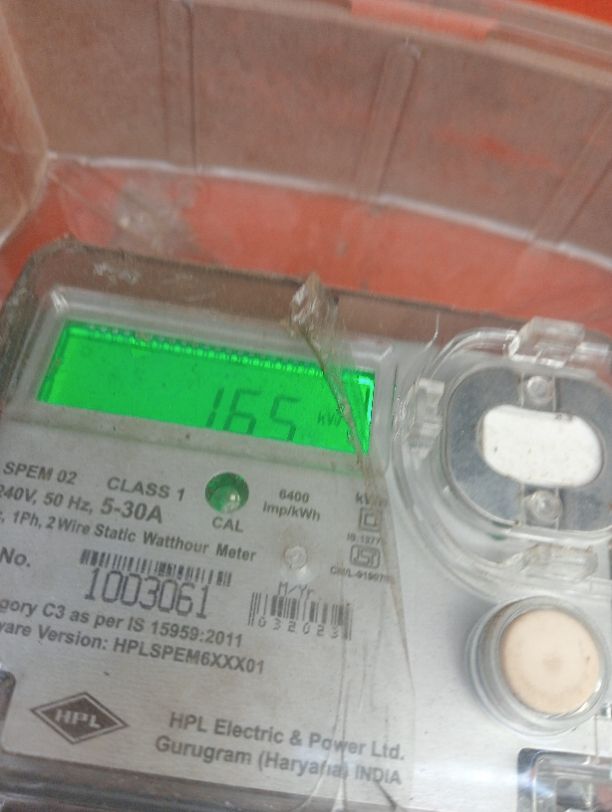 165
SPEM 02 CLASS 1
240V, 50 Hz, 5-30A
1Ph, 2 Wire Static Watthour Meter
6400
Imp/kWh
CAL
No.
1003061
M/Yr
032023
gory C3 as per IS 15959:2011
ware Version: HPLSPEM6XXX01
HPL
HPL Electric & Power Ltd.
Gurugram (Haryana) INDIA